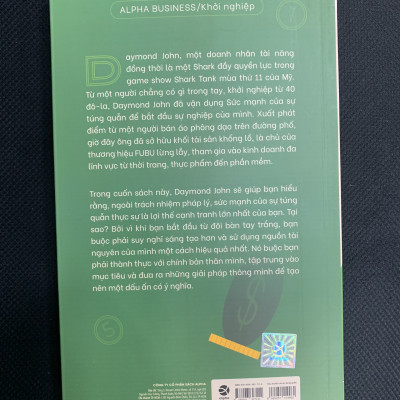 ALPHA BUSINESS/Khởi nghiệp
Daymond John, một doanh nhân tài năng
đồng thời là một Shark đầy quyền lực trong
game show Shark Tank mùa thứ 11 của Mỹ.
Từ một người chẳng có gì trong tay, khởi nghiệp từ 40
đô-la, Daymond John đã vận dụng Sức mạnh của sự
túng quẫn để bắt đầu sự nghiệp của mình. Xuất phát
điểm từ một người bán áo phông dạo trên đường phố,
giờ đây ông đã sở hữu khối tài sản khổng lồ, là chủ của
thương hiệu FUBU lừng lẫy, tham gia vào kinh doanh đa
lĩnh vực từ thời trang, thực phẩm đến phần mềm.
Trong cuốn sách này, Daymond John sẽ giúp bạn hiểu
rằng, ngoài trách nhiệm pháp lý, sức mạnh của sự túng
quẫn thực sự là lợi thế cạnh tranh lớn nhất của bạn. Tại
sao? Bởi vì khi bạn bắt đầu từ đôi bàn tay trắng, bạn
buộc phải suy nghĩ sáng tạo hơn và sử dụng nguồn tài
nguyên của mình một cách hiệu quả nhất. Nó buộc bạn
phải thành thực với chính bản thân mình, tập trung vào
mục tiêu và đưa ra những giải pháp thông minh để tạo
nên một dấu ấn có ý nghĩa.
CÔNG TY CỔ PHẦN SÁCH ALPHA